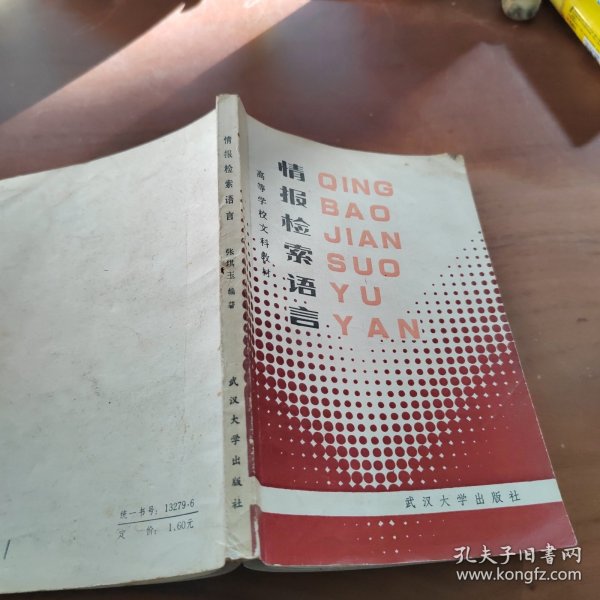 情报检索语言
张琪玉 编著
武汉大学出版社
高等学校文科教材
情报检索语言
QING
BAO
JIAN
SUO
YU
YAN
武汉大学出版社
统一书号：13279·6
定 价：1.60元
孔夫子旧书网
www.kongfz.com